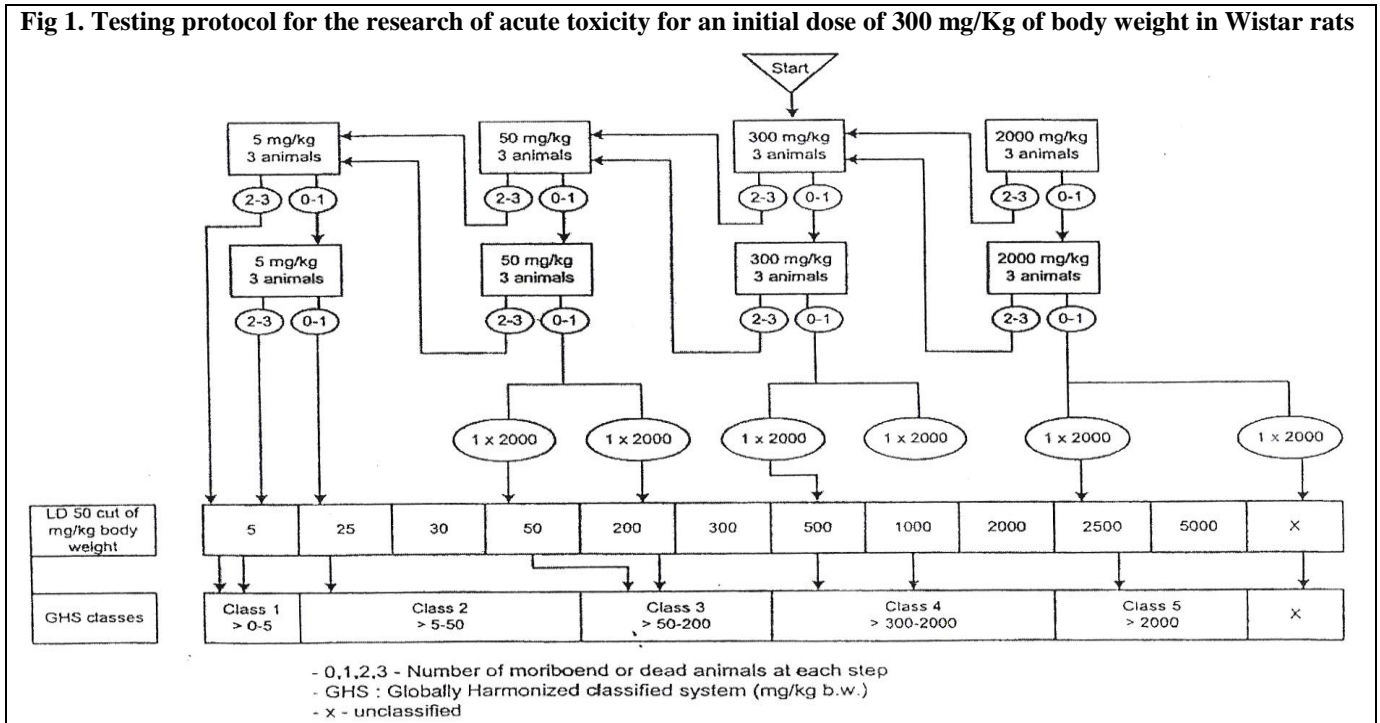 Fig 1. Testing protocol for the research of acute toxicity for an initial dose of 300 mg/Kg of body weight in Wistar rats
Start
5 mg/kg
3 animals
50 mg/kg
3 animals
300 mg/kg
3 animals
2000 mg/kg
3 animals
2-3
0-1
2-3
0-1
2-3
0-1
2-3
0-1
5 mg/kg
3 animals
50 mg/kg
3 animals
300 mg/kg
3 animals
2000 mg/kg
3 animals
2-3
0-1
2-3
0-1
2-3
0-1
2-3
0-1
1 x 2000
1 x 2000
1 x 2000
1 x 2000
1 x 2000
1 x 2000
LD 50 cut of
mg/kg body
weight
5
25
30
50
200
300
500
1000
2000
2500
5000
X
GHS classes
Class 1
> 0-5
Class 2
> 5-50
Class 3
> 50-200
Class 4
> 300-2000
Class 5
> 2000
X
- 0,1,2,3 - Number of moriboend or dead animals at each step
- GHS : Globally Harmonized classified system (mg/kg b.w.)
- x - unclassified